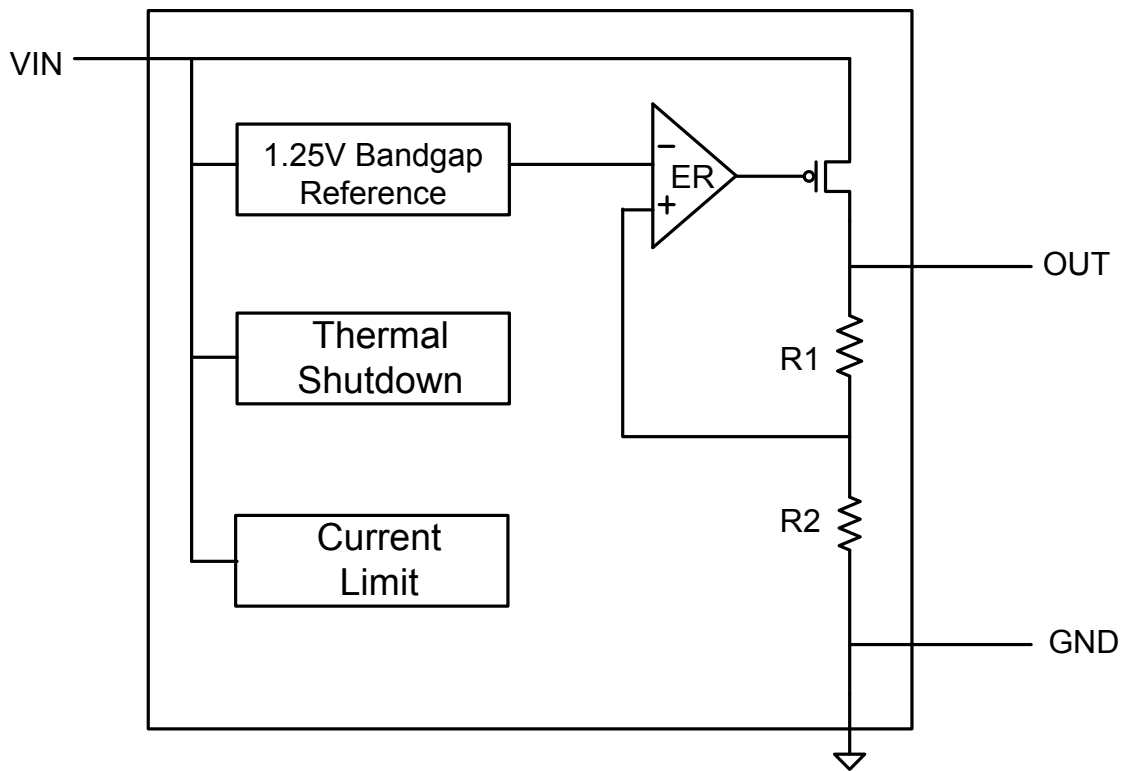 VIN
1.25V Bandgap
Reference
−
ER
+
OUT
Thermal
Shutdown
R1
R2
Current
Limit
GND